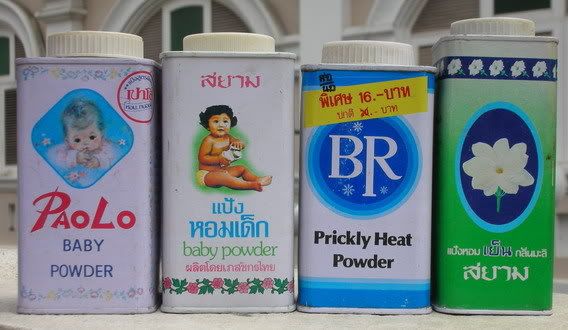 PAOLO
BABY
POWDER
สยาม
แป้ง
หอมเด็ก
baby powder
ผลิตโดยเภสัชกรไทย
พิเศษ 16.-บาท
BR
Prickly Heat
Powder
แป้งหอม เย็น กลิ่นมะลิ
สยาม